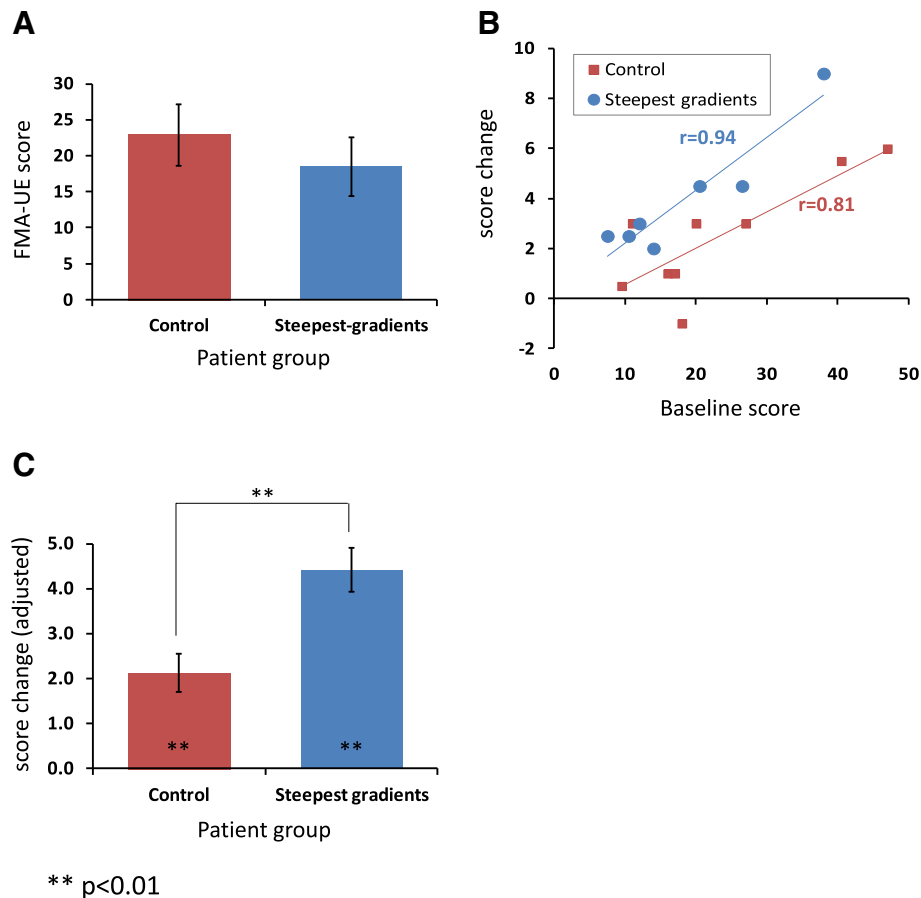 A
30
25
20
15
10
5
0
FMA-UE score
Control Steepest-gradients
Patient group
B
10
8
6
4
2
0
-2
score change
Control
Steepest gradients
r=0.94
r=0.81
0 10 20 30 40 50
Baseline score
C
**
5.0
4.0
3.0
2.0
1.0
0.0
score change (adjusted)
** **
Control Steepest gradients
Patient group
** p<0.01